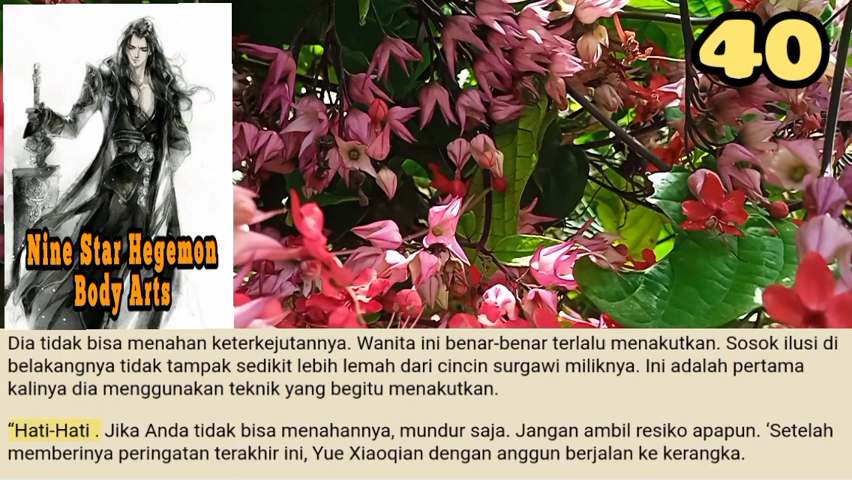 40
Nine Star Hegemon
Body Arts
Dia tidak bisa menahan keterkejutannya. Wanita ini benar-benar terlalu menakutkan. Sosok ilusi di
belakangnya tidak tampak sedikit lebih lemah dari cincin surgawi miliknya. Ini adalah pertama
kalinya dia menggunakan teknik yang begitu menakutkan.
“Hati-Hati . Jika Anda tidak bisa menahannya, mundur saja. Jangan ambil resiko apapun. ‘Setelah
memberinya peringatan terakhir ini, Yue Xiaoqian dengan anggun berjalan ke kerangka.